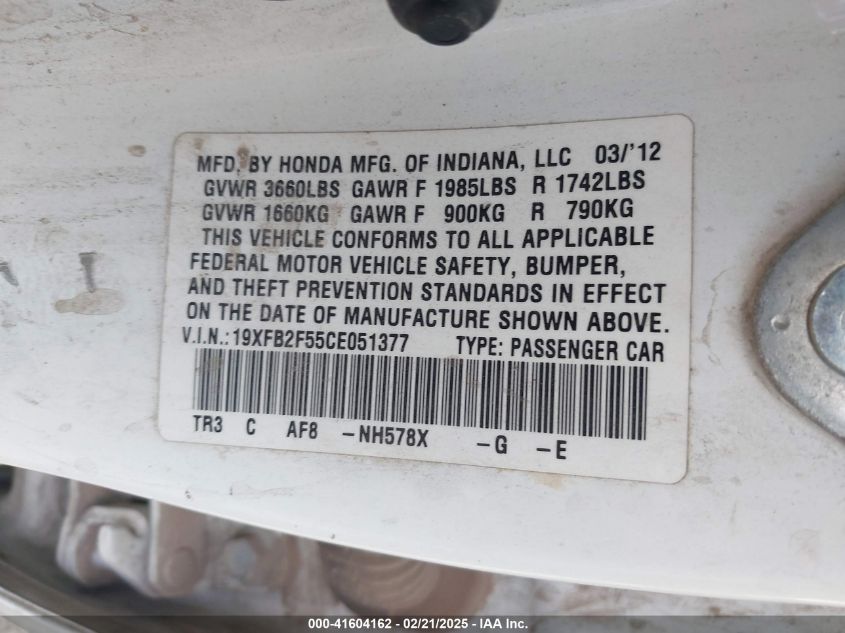 MFD. BY HONDA MFG. OF INDIANA, LLC 03/'12
GVWR 3660LBS GAWR F 1985LBS R 1742LBS
GVWR 1660KG GAWR F 900KG R 790KG
THIS VEHICLE CONFORMS TO ALL APPLICABLE
FEDERAL MOTOR VEHICLE SAFETY, BUMPER,
AND THEFT PREVENTION STANDARDS IN EFFECT
ON THE DATE OF MANUFACTURE SHOWN ABOVE.
V.I.N.:19XFB2F55CE051377 TYPE: PASSENGER CAR
TR3 C AF8 -NH578X -G -E
000-41604162 - 02/21/2025 - IAA Inc.